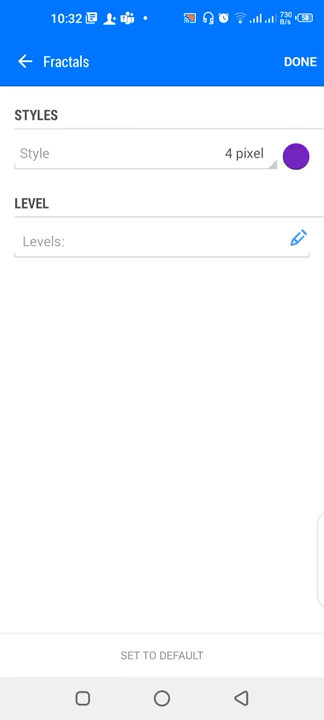 10:32 730 B/s 58
Fractals DONE
STYLES
Style 4 pixel
LEVEL
Levels:
SET TO DEFAULT